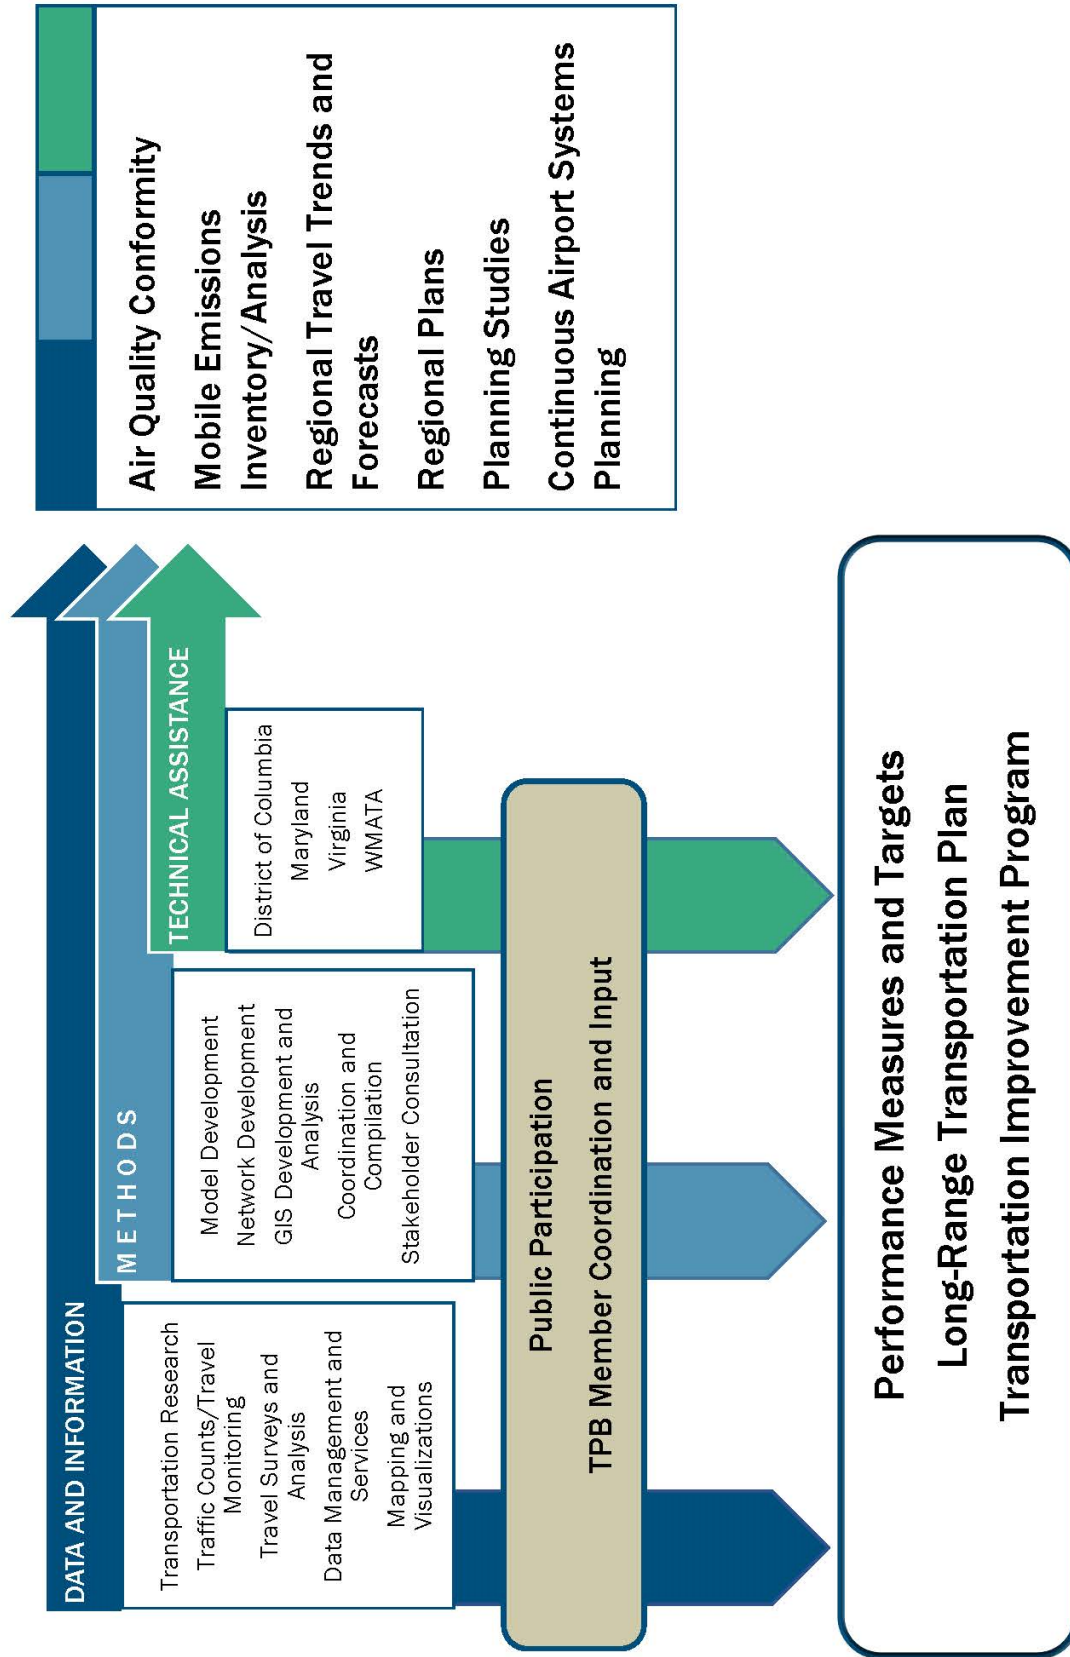 DATA AND INFORMATION
Transportation Research
Traffic Counts/Travel
Monitoring
Travel Surveys and
Analysis
Data Management and
Services
Mapping and
Visualizations
METHODS
Model Development
Network Development
GIS Development and
Analysis
Coordination and
Compilation
Stakeholder Consultation
TECHNICAL ASSISTANCE
District of Columbia
Maryland
Virginia
WMATA
Air Quality Conformity
Mobile Emissions
Inventory/Analysis
Regional Travel Trends and
Forecasts
Regional Plans
Planning Studies
Continuous Airport Systems
Planning
Public Participation
TPB Member Coordination and Input
Performance Measures and Targets
Long-Range Transportation Plan
Transportation Improvement Program